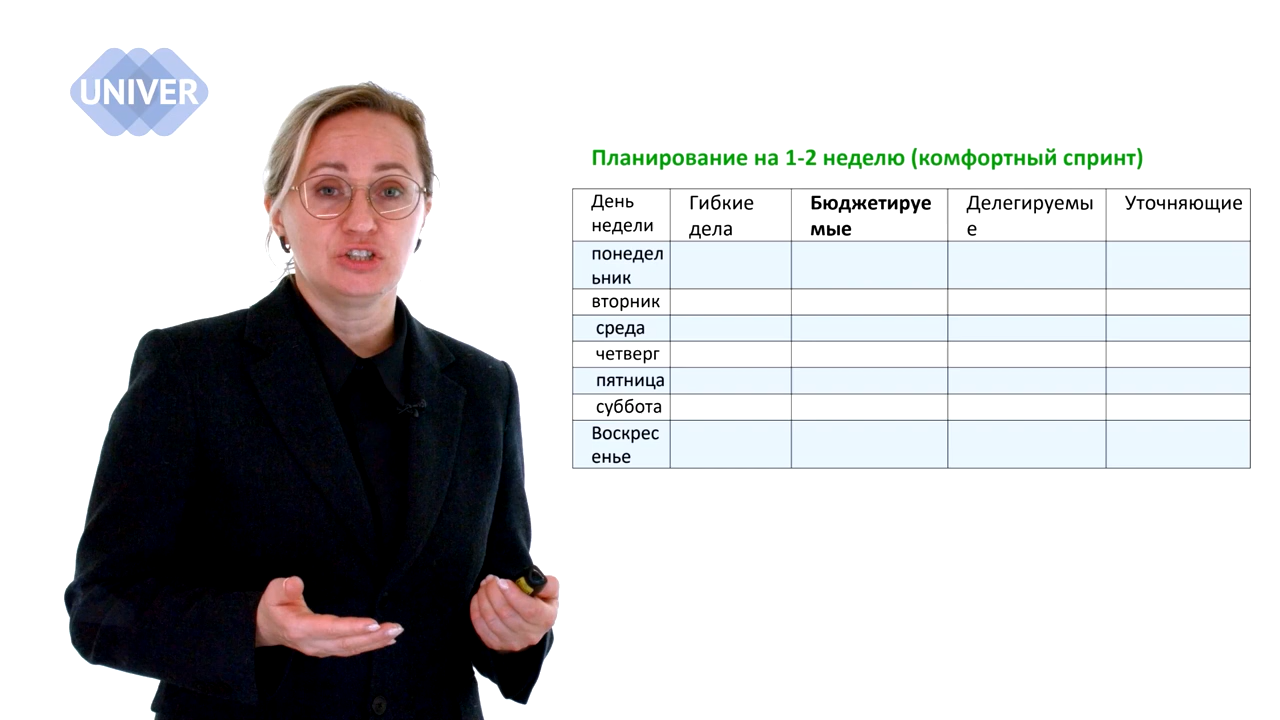 UNIVER
Планирование на 1-2 неделю (комфортный спринт)
День
недели
Гибкие
дела
Бюджетируе
мые
Делегируемы
е
Уточняющие
понедел
ьник
вторник
среда
четверг
пятница
суббота
Воскрес
енье